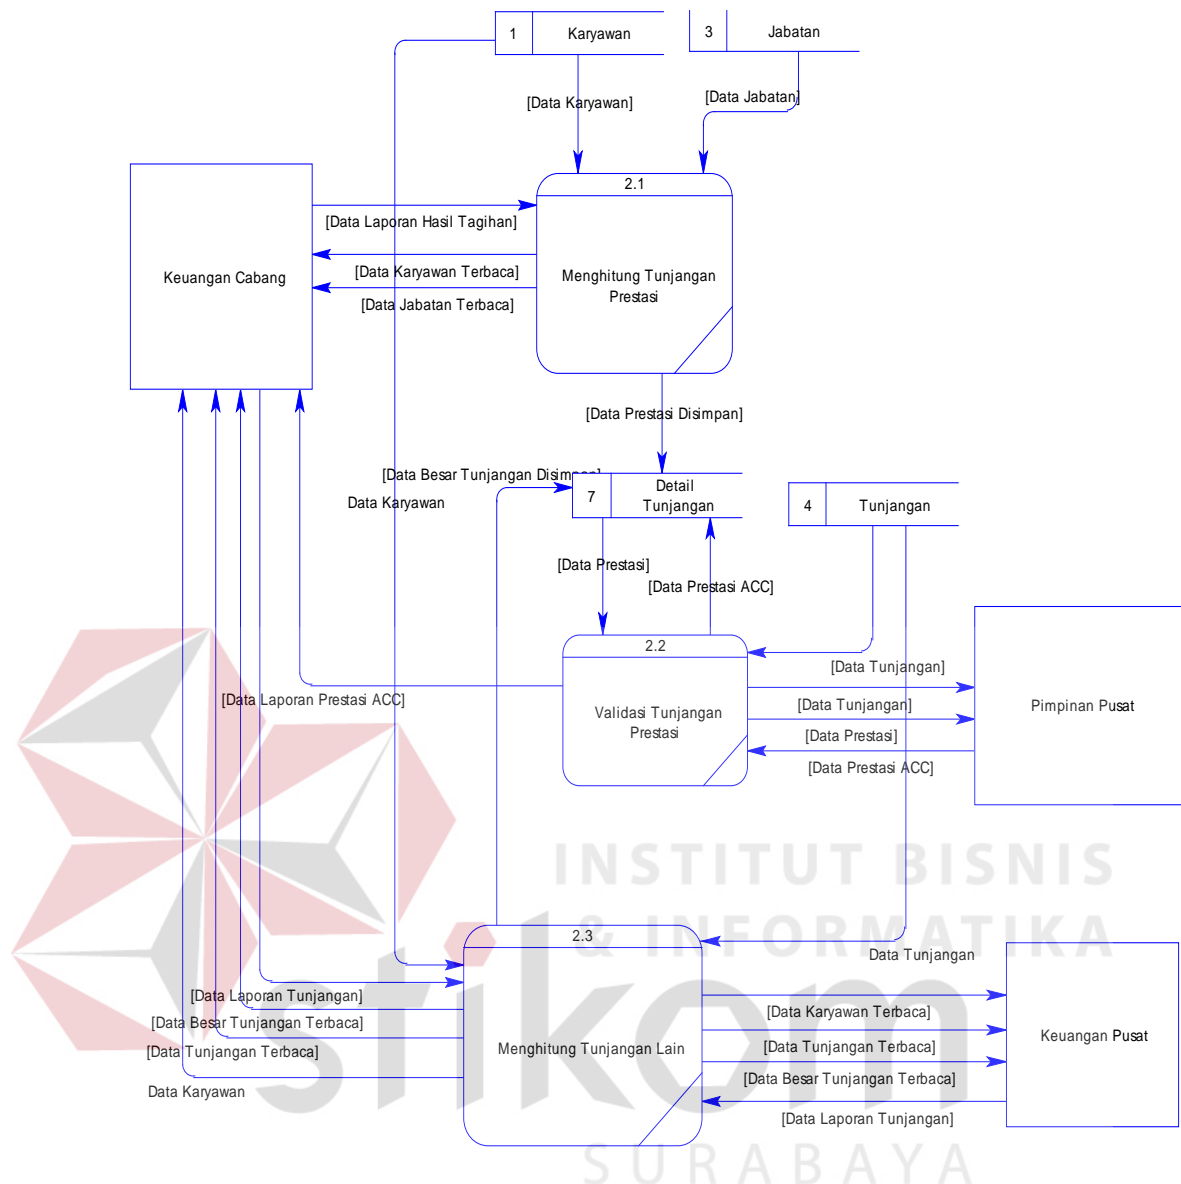 1
Karyawan
3
Jabatan
[Data Karyawan]
[Data Jabatan]
2.1
[Data Laporan Hasil Tagihan]
Keuangan Cabang
[Data Karyawan Terbaca]
Menghitung Tunjangan
Prestasi
[Data Jabatan Terbaca]
[Data Prestasi Disimpan]
[Data Besar Tunjangan Disimpan]
Data Karyawan
7
Detail
Tunjangan
4
Tunjangan
[Data Prestasi]
[Data Prestasi ACC]
2.2
[Data Tunjangan]
[Data Laporan Prestasi ACC]
Validasi Tunjangan
Prestasi
[Data Tunjangan]
Pimpinan Pusat
[Data Prestasi]
[Data Prestasi ACC]
INSTITUT BISNIS
& INFORMATIKA
2.3
Data Tunjangan
[Data Laporan Tunjangan]
[Data Besar Tunjangan Terbaca]
[Data Tunjangan Terbaca]
Data Karyawan
Menghitung Tunjangan Lain
[Data Karyawan Terbaca]
Keuangan Pusat
[Data Tunjangan Terbaca]
[Data Besar Tunjangan Terbaca]
[Data Laporan Tunjangan]
stikom
SURABAYA